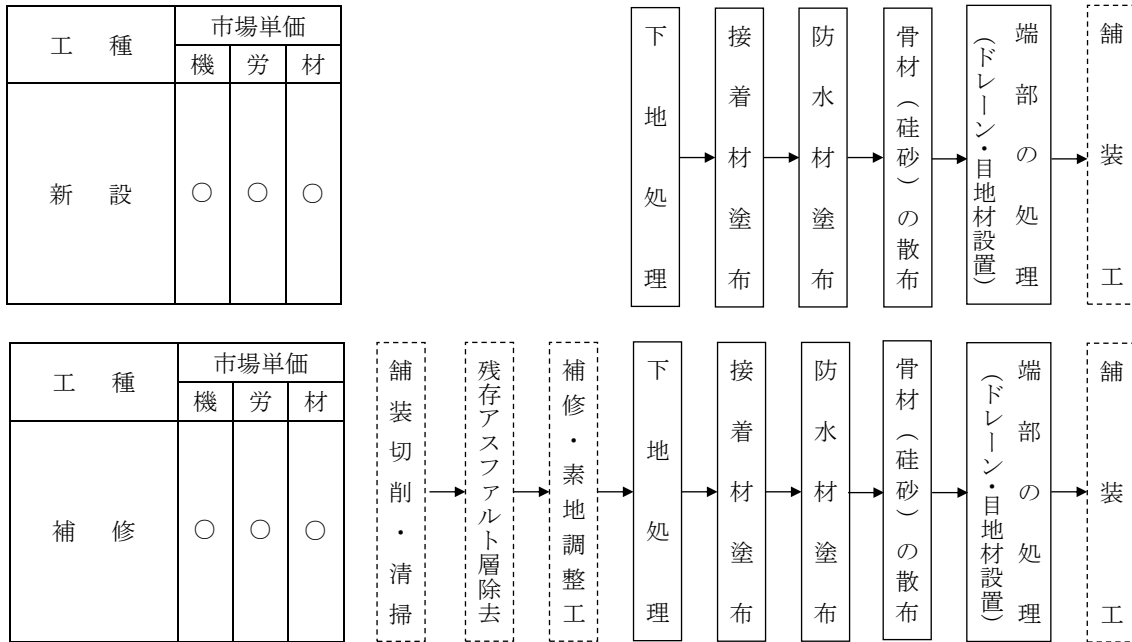 工種 市場単価
機 労 材
新設 ○ ○ ○
下地処理
接着材塗布
防水材塗布
骨材（硅砂）の散布
端部の処理
（ドレーン・目地材設置）
舗装工
工種 市場単価
機 労 材
補修 ○ ○ ○
舗装切削・清掃
残存アスファルト層除去
補修・素地調整工
下地処理
接着材塗布
防水材塗布
骨材（硅砂）の散布
端部の処理
（ドレーン・目地材設置）
舗装工